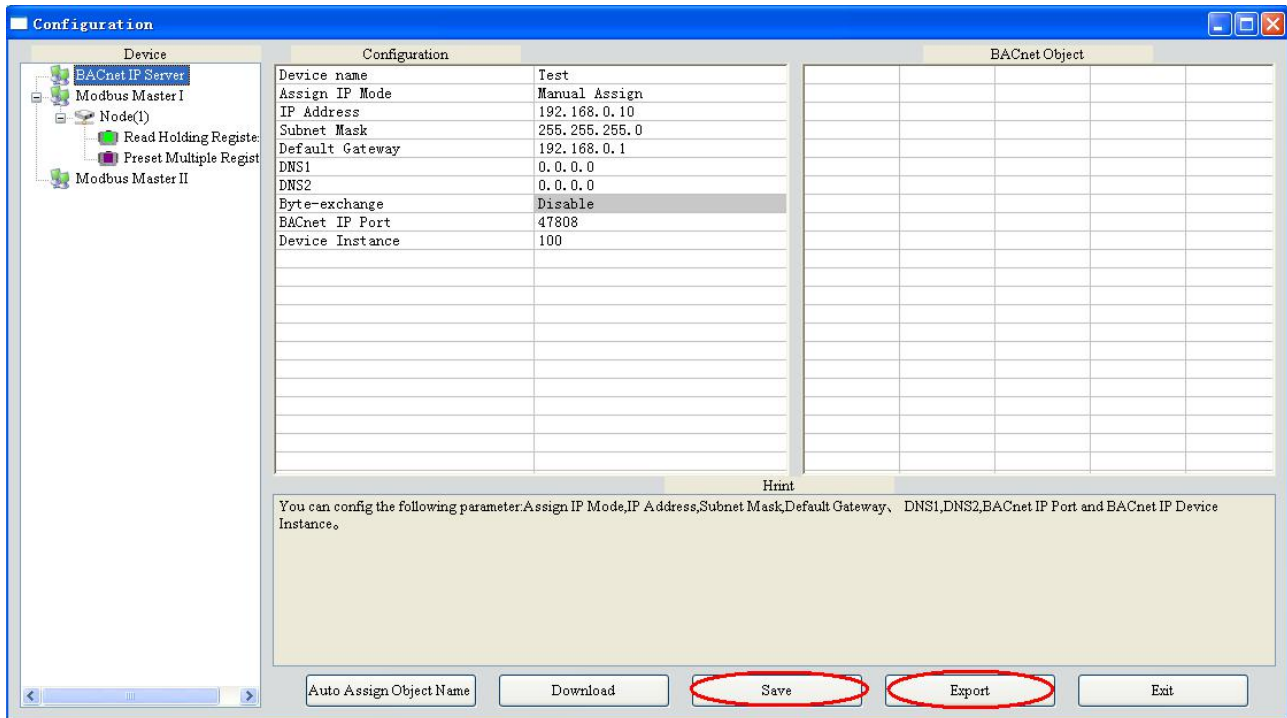 Configuration
Device
BACnet IP Server
Modbus Master I
Node(1)
Read Holding Registe
Preset Multiple Regist
Modbus Master II
Configuration
Device name Test
Assign IP Mode Manual Assign
IP Address 192.168.0.10
Subnet Mask 255.255.255.0
Default Gateway 192.168.0.1
DNS1 0.0.0.0
DNS2 0.0.0.0
Byte-exchange Disable
BACnet IP Port 47808
Device Instance 100
BACnet Object
Hrint
You can config the following parameter:Assign IP Mode,IP Address,Subnet Mask,Default Gateway、 DNS1,DNS2,BACnet IP Port and BACnet IP Device
Instance。
Auto Assign Object Name Download Save Export Exit